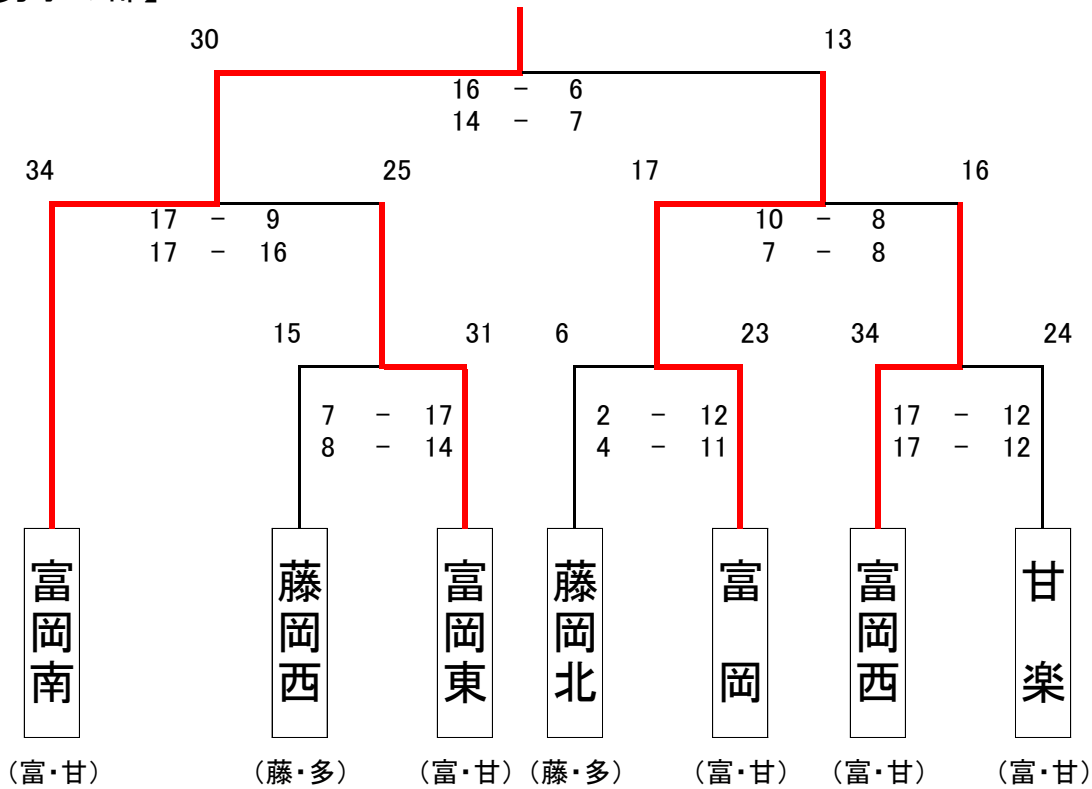 30 13
16 - 6
14 - 7
34 25 17 16
17 - 9 10 - 8
17 - 16 7 - 8
15 31 6 23 34 24
7 - 17 2 - 12 17 - 12
8 - 14 4 - 11 17 - 12
富岡南
藤岡西
富岡東
藤岡北
富岡
富岡西
甘楽
(富・甘) (藤・多) (富・甘) (藤・多) (富・甘) (富・甘) (富・甘)